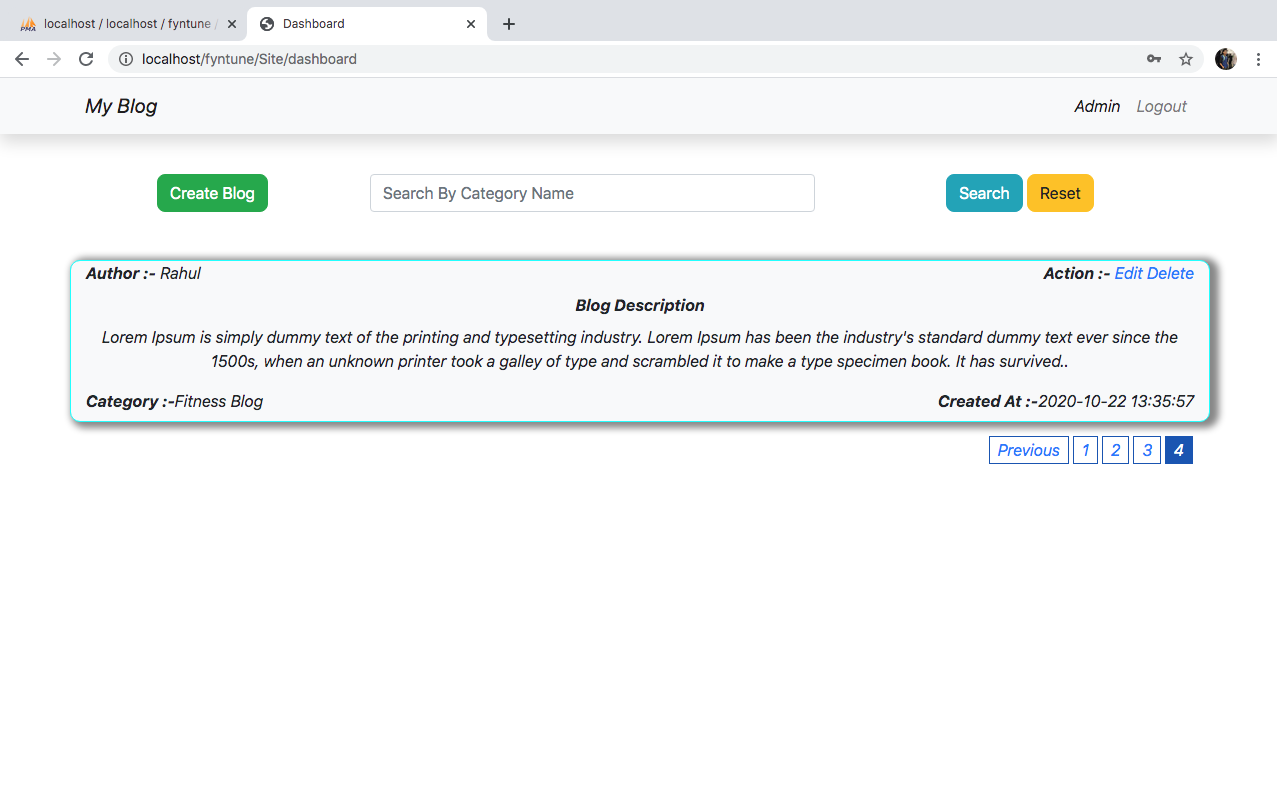 PMA localhost / localhost / fyntune /
Dashboard
localhost/fyntune/Site/dashboard
My Blog Admin Logout
Create Blog Search By Category Name Search Reset
Author :- Rahul Action :- Edit Delete
Blog Description
Lorem Ipsum is simply dummy text of the printing and typesetting industry. Lorem Ipsum has been the industry's standard dummy text ever since the
1500s, when an unknown printer took a galley of type and scrambled it to make a type specimen book. It has survived..
Category :-Fitness Blog Created At :-2020-10-22 13:35:57
Previous 1 2 3 4